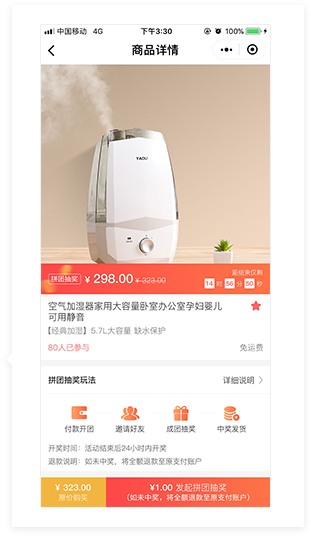 中国移动 4G 下午3:30 100%
商品详情
YADU
拼团抽奖 ¥ 298.00 ¥ 323.00
距结束仅剩
14 时 56 分 50 秒
空气加湿器家用大容量卧室办公室孕妇婴儿
可用静音
【经典加湿】5.7L大容量 缺水保护
80人已参与 免运费
拼团抽奖玩法 详细说明
付款开团 邀请好友 成团抽奖 中奖发货
开奖时间：活动结束后24小时内开奖
退款说明：如未中奖，将全额退款至原支付账户
¥ 323.00
原价购买
¥1.00 发起拼团抽奖
(如未中奖，将全额退款至原支付账户)